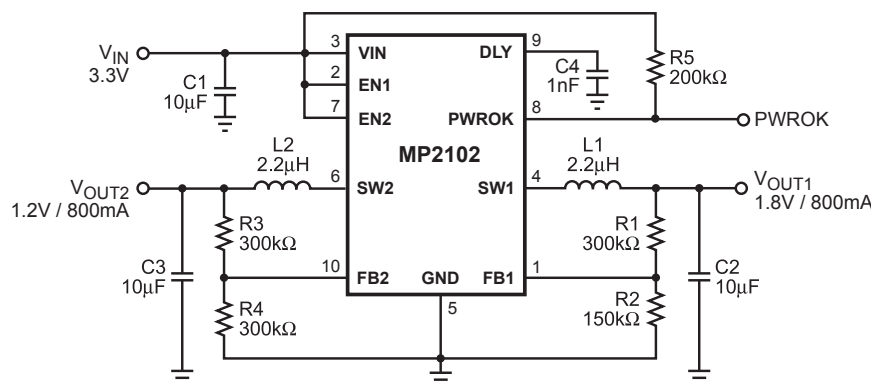 V_IN
3.3V
C1
10μF
3
VIN
2
EN1
7
EN2
DLY
9
C4
1nF
R5
200kΩ
PWROK
8
PWROK
MP2102
V_OUT2
1.2V / 800mA
L2
2.2μH
6
SW2
SW1
4
L1
2.2μH
V_OUT1
1.8V / 800mA
R3
300kΩ
R1
300kΩ
C3
10μF
10
FB2
GND
5
FB1
1
C2
10μF
R4
300kΩ
R2
150kΩ